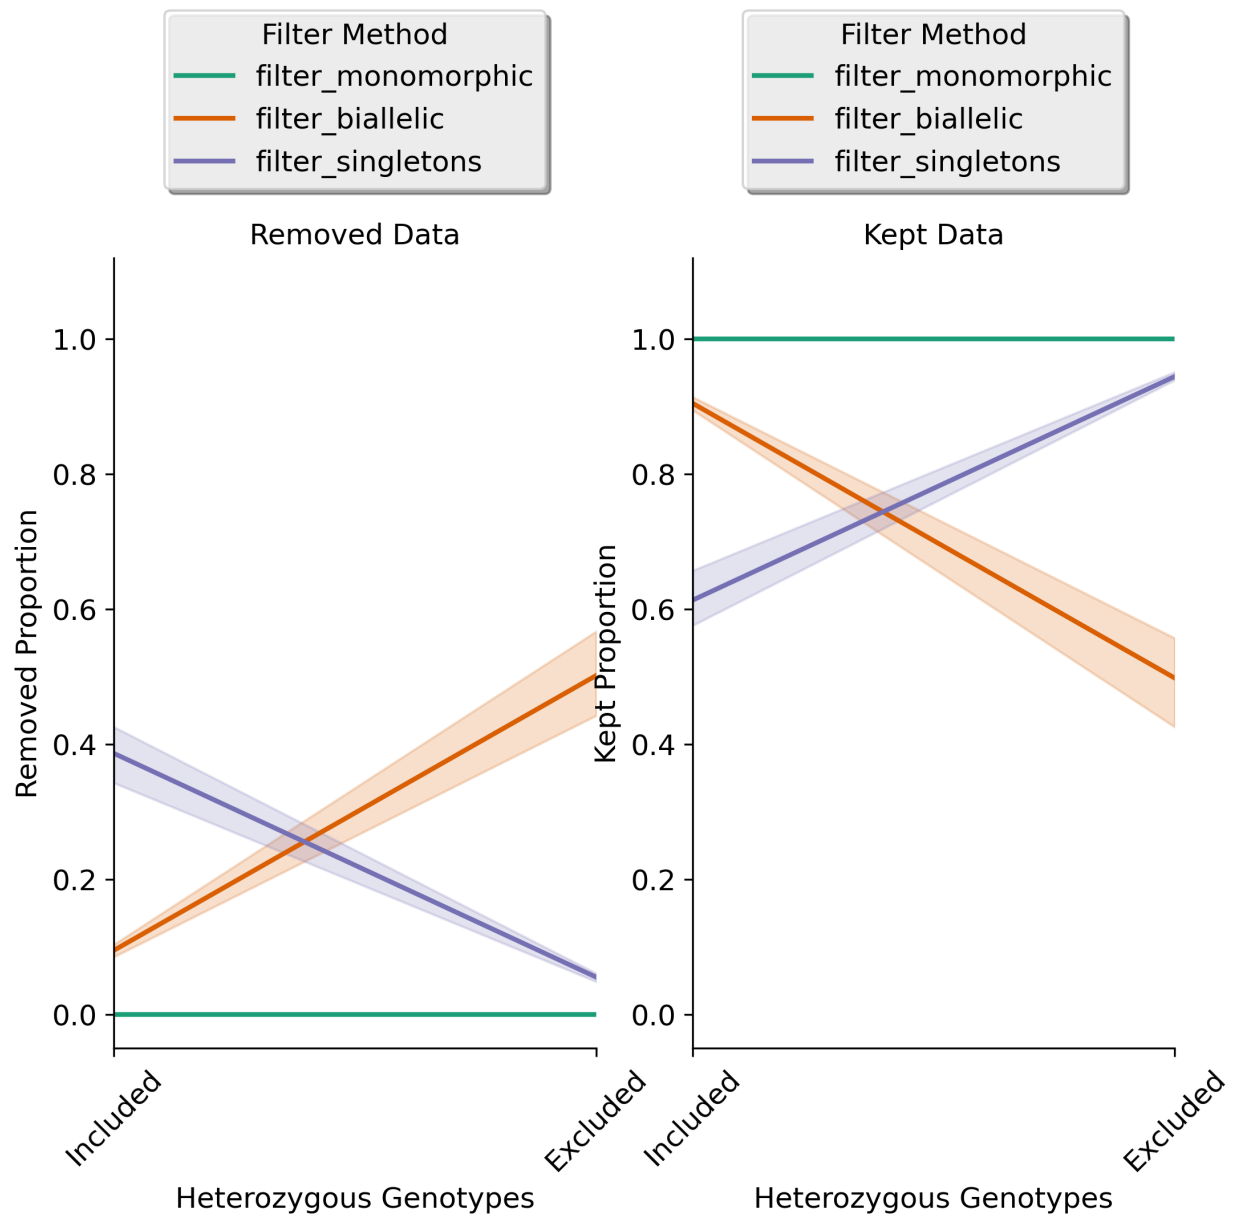 Filter Method
filter_monomorphic
filter_biallelic
filter_singletons
Removed Data
1.0
0.8
0.6
0.4
0.2
0.0
Removed Proportion
Included
Excluded
Heterozygous Genotypes
Filter Method
filter_monomorphic
filter_biallelic
filter_singletons
Kept Data
1.0
0.8
0.6
0.4
0.2
0.0
Kept Proportion
Included
Excluded
Heterozygous Genotypes